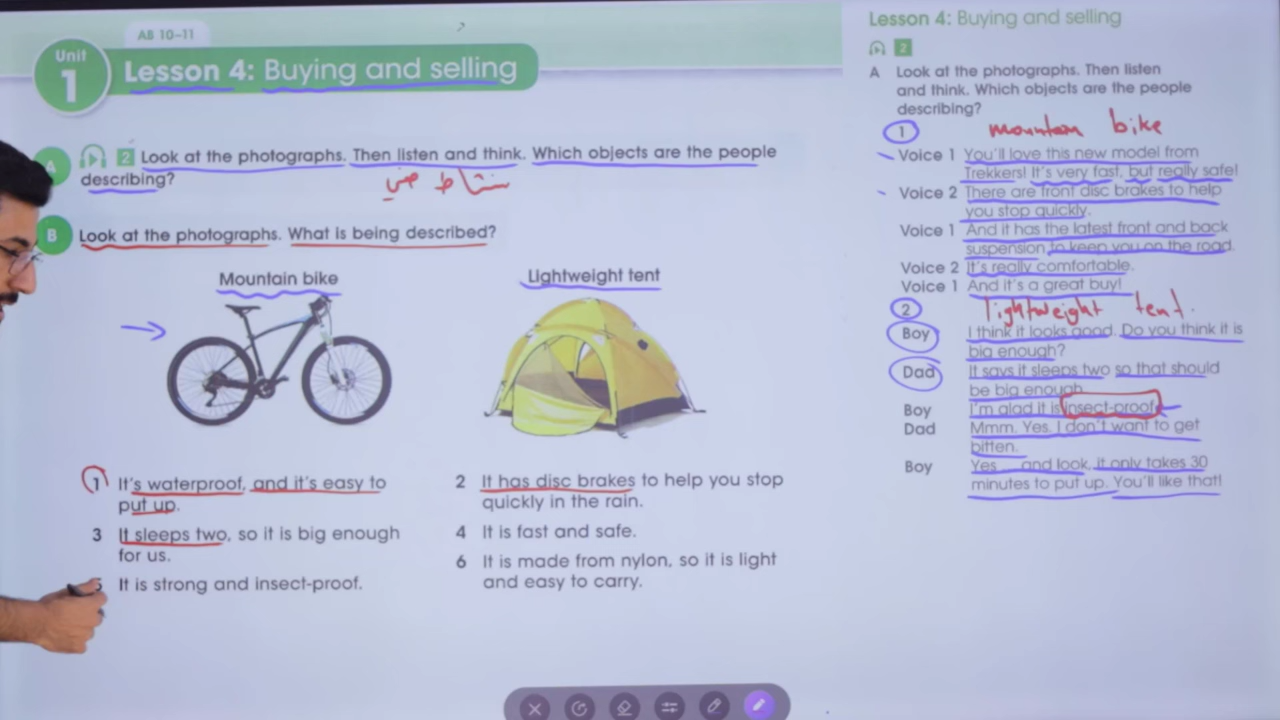 AB 10-11
Unit
1
Lesson 4: Buying and selling
A
2 Look at the photographs. Then listen and think. Which objects are the people
describing?
B
Look at the photographs. What is being described?
Mountain bike
Lightweight tent
1 It's waterproof, and it's easy to
put up.
2 It has disc brakes to help you stop
quickly in the rain.
3 It sleeps two, so it is big enough
for us.
4 It is fast and safe.
5 It is strong and insect-proof.
6 It is made from nylon, so it is light
and easy to carry.
Lesson 4: Buying and selling
2
A Look at the photographs. Then listen
and think. Which objects are the people
describing?
1 mountain bike
Voice 1 You'll love this new model from
Trekkers! It's very fast, but really safe!
Voice 2 There are front disc brakes to help
you stop quickly.
Voice 1 And it has the latest front and back
suspension to keep you on the road.
Voice 2 It's really comfortable.
Voice 1 And it's a great buy!
2 lightweight tent.
Boy I think it looks good. Do you think it is
big enough?
Dad It says it sleeps two so that should
be big enough.
Boy I'm glad it is insect-proof.
Dad Mmm. Yes. I don't want to get
bitten.
Boy Yes ... and look, it only takes 30
minutes to put up. You'll like that!